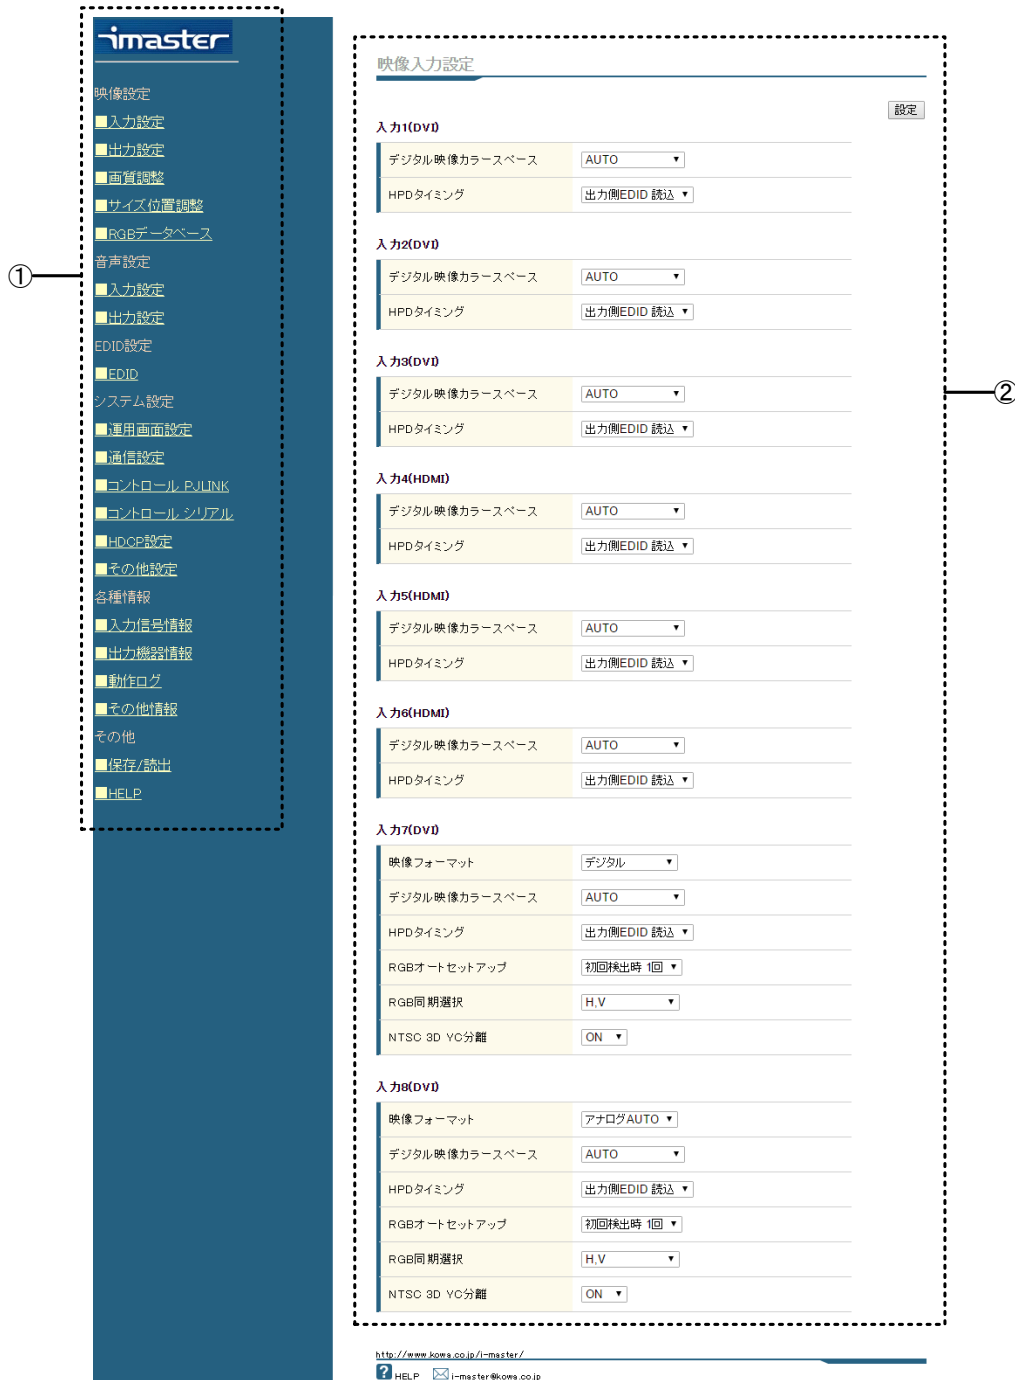 imaster
映像設定
■入力設定
■出力設定
■画質調整
■サイズ位置調整
■RGBデータベース
音声設定
■入力設定
■出力設定
EDID設定
■EDID
システム設定
■運用画面設定
■通信設定
■コントロール PJLINK
■コントロール シリアル
■HDCP設定
■その他設定
各種情報
■入力信号情報
■出力機器情報
■動作ログ
■その他情報
その他
■保存/読出
■HELP
①
映像入力設定
設定
入力1(DVI)
デジタル映像カラースペース AUTO
HPDタイミング 出力側EDID 読込
入力2(DVI)
デジタル映像カラースペース AUTO
HPDタイミング 出力側EDID 読込
入力3(DVI)
デジタル映像カラースペース AUTO
HPDタイミング 出力側EDID 読込
入力4(HDMI)
デジタル映像カラースペース AUTO
HPDタイミング 出力側EDID 読込
入力5(HDMI)
デジタル映像カラースペース AUTO
HPDタイミング 出力側EDID 読込
入力6(HDMI)
デジタル映像カラースペース AUTO
HPDタイミング 出力側EDID 読込
入力7(DVI)
映像フォーマット デジタル
デジタル映像カラースペース AUTO
HPDタイミング 出力側EDID 読込
RGBオートセットアップ 初回検出時 1回
RGB同期選択 H,V
NTSC 3D YC分離 ON
入力8(DVI)
映像フォーマット アナログAUTO
デジタル映像カラースペース AUTO
HPDタイミング 出力側EDID 読込
RGBオートセットアップ 初回検出時 1回
RGB同期選択 H,V
NTSC 3D YC分離 ON
②
http://www.kowa.co.jp/i-master/
? HELP i-master@kowa.co.jp